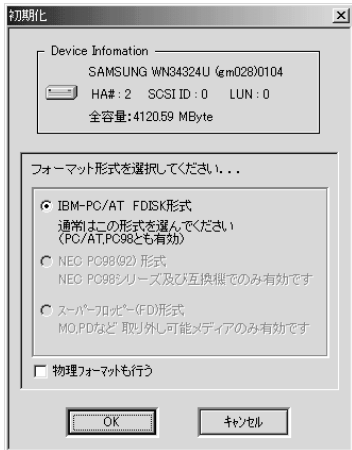 初期化
Device Infomation
SAMSUNG WN34324U (gm028)0104
HA# : 2 SCSI ID : 0 LUN : 0
全容量:4120.59 MByte
フォーマット形式を選択してください...
IBM-PC/AT FDISK形式
通常はこの形式を選んでください
(PC/AT,PC98とも有効)
NEC PC98(92) 形式
NEC PC98シリーズ及び互換機でのみ有効です
スーパーフロッピー(FD)形式
MO,PDなど 取り外し可能メディアのみ有効です
物理フォーマットも行う
OK
キャンセル